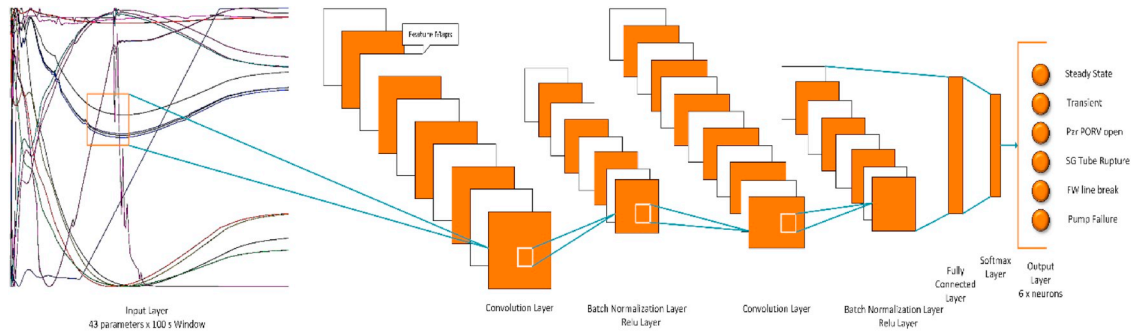 Feature Maps
Steady State
Transient
Pzr PORV open
SG Tube Rupture
FW line break
Pump Failure
Input Layer
43 parameters x 100 s Window
Convolution Layer
Batch Normalization Layer
Relu Layer
Convolution Layer
Batch Normalization Layer
Relu Layer
Fully
Connected
Layer
Softmax
Layer
Output
Layer
6 x neurons